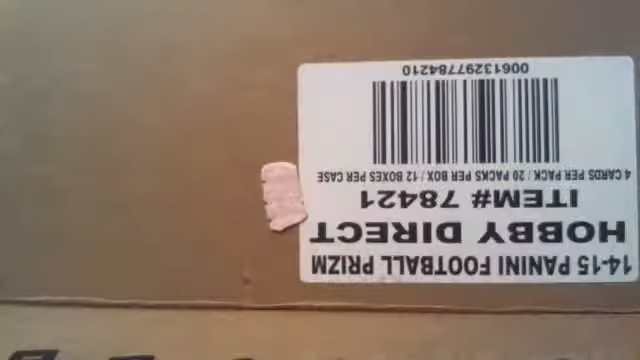 14-15 PANINI FOOTBALL PRIZM
HOBBY DIRECT
ITEM# 78421
4 CARDS PER PACK / 20 PACKS PER BOX / 12 BOXES PER CASE
00613297784210